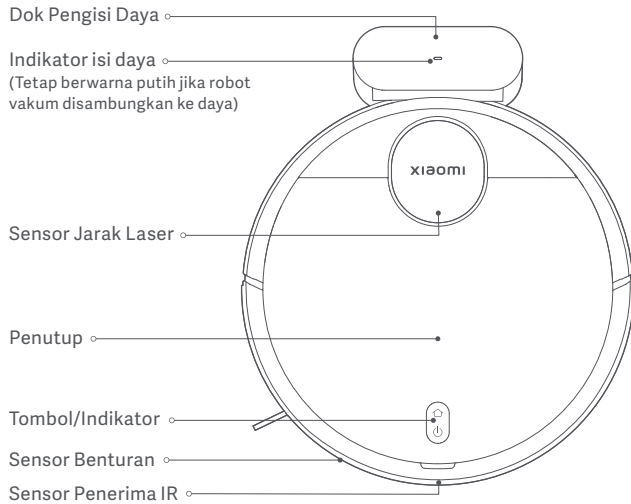 Dok Pengisi Daya
Indikator isi daya
(Tetap berwarna putih jika robot
vakum disambungkan ke daya)
xiaomi
Sensor Jarak Laser
Penutup
Tombol/Indikator
Sensor Benturan
Sensor Penerima IR